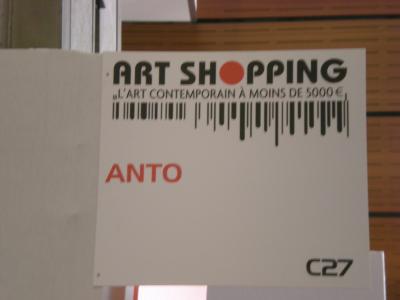 ART SHOPPING
„L'ART CONTEMPORAIN À MOINS DE 5000 €„
ANTO
C27